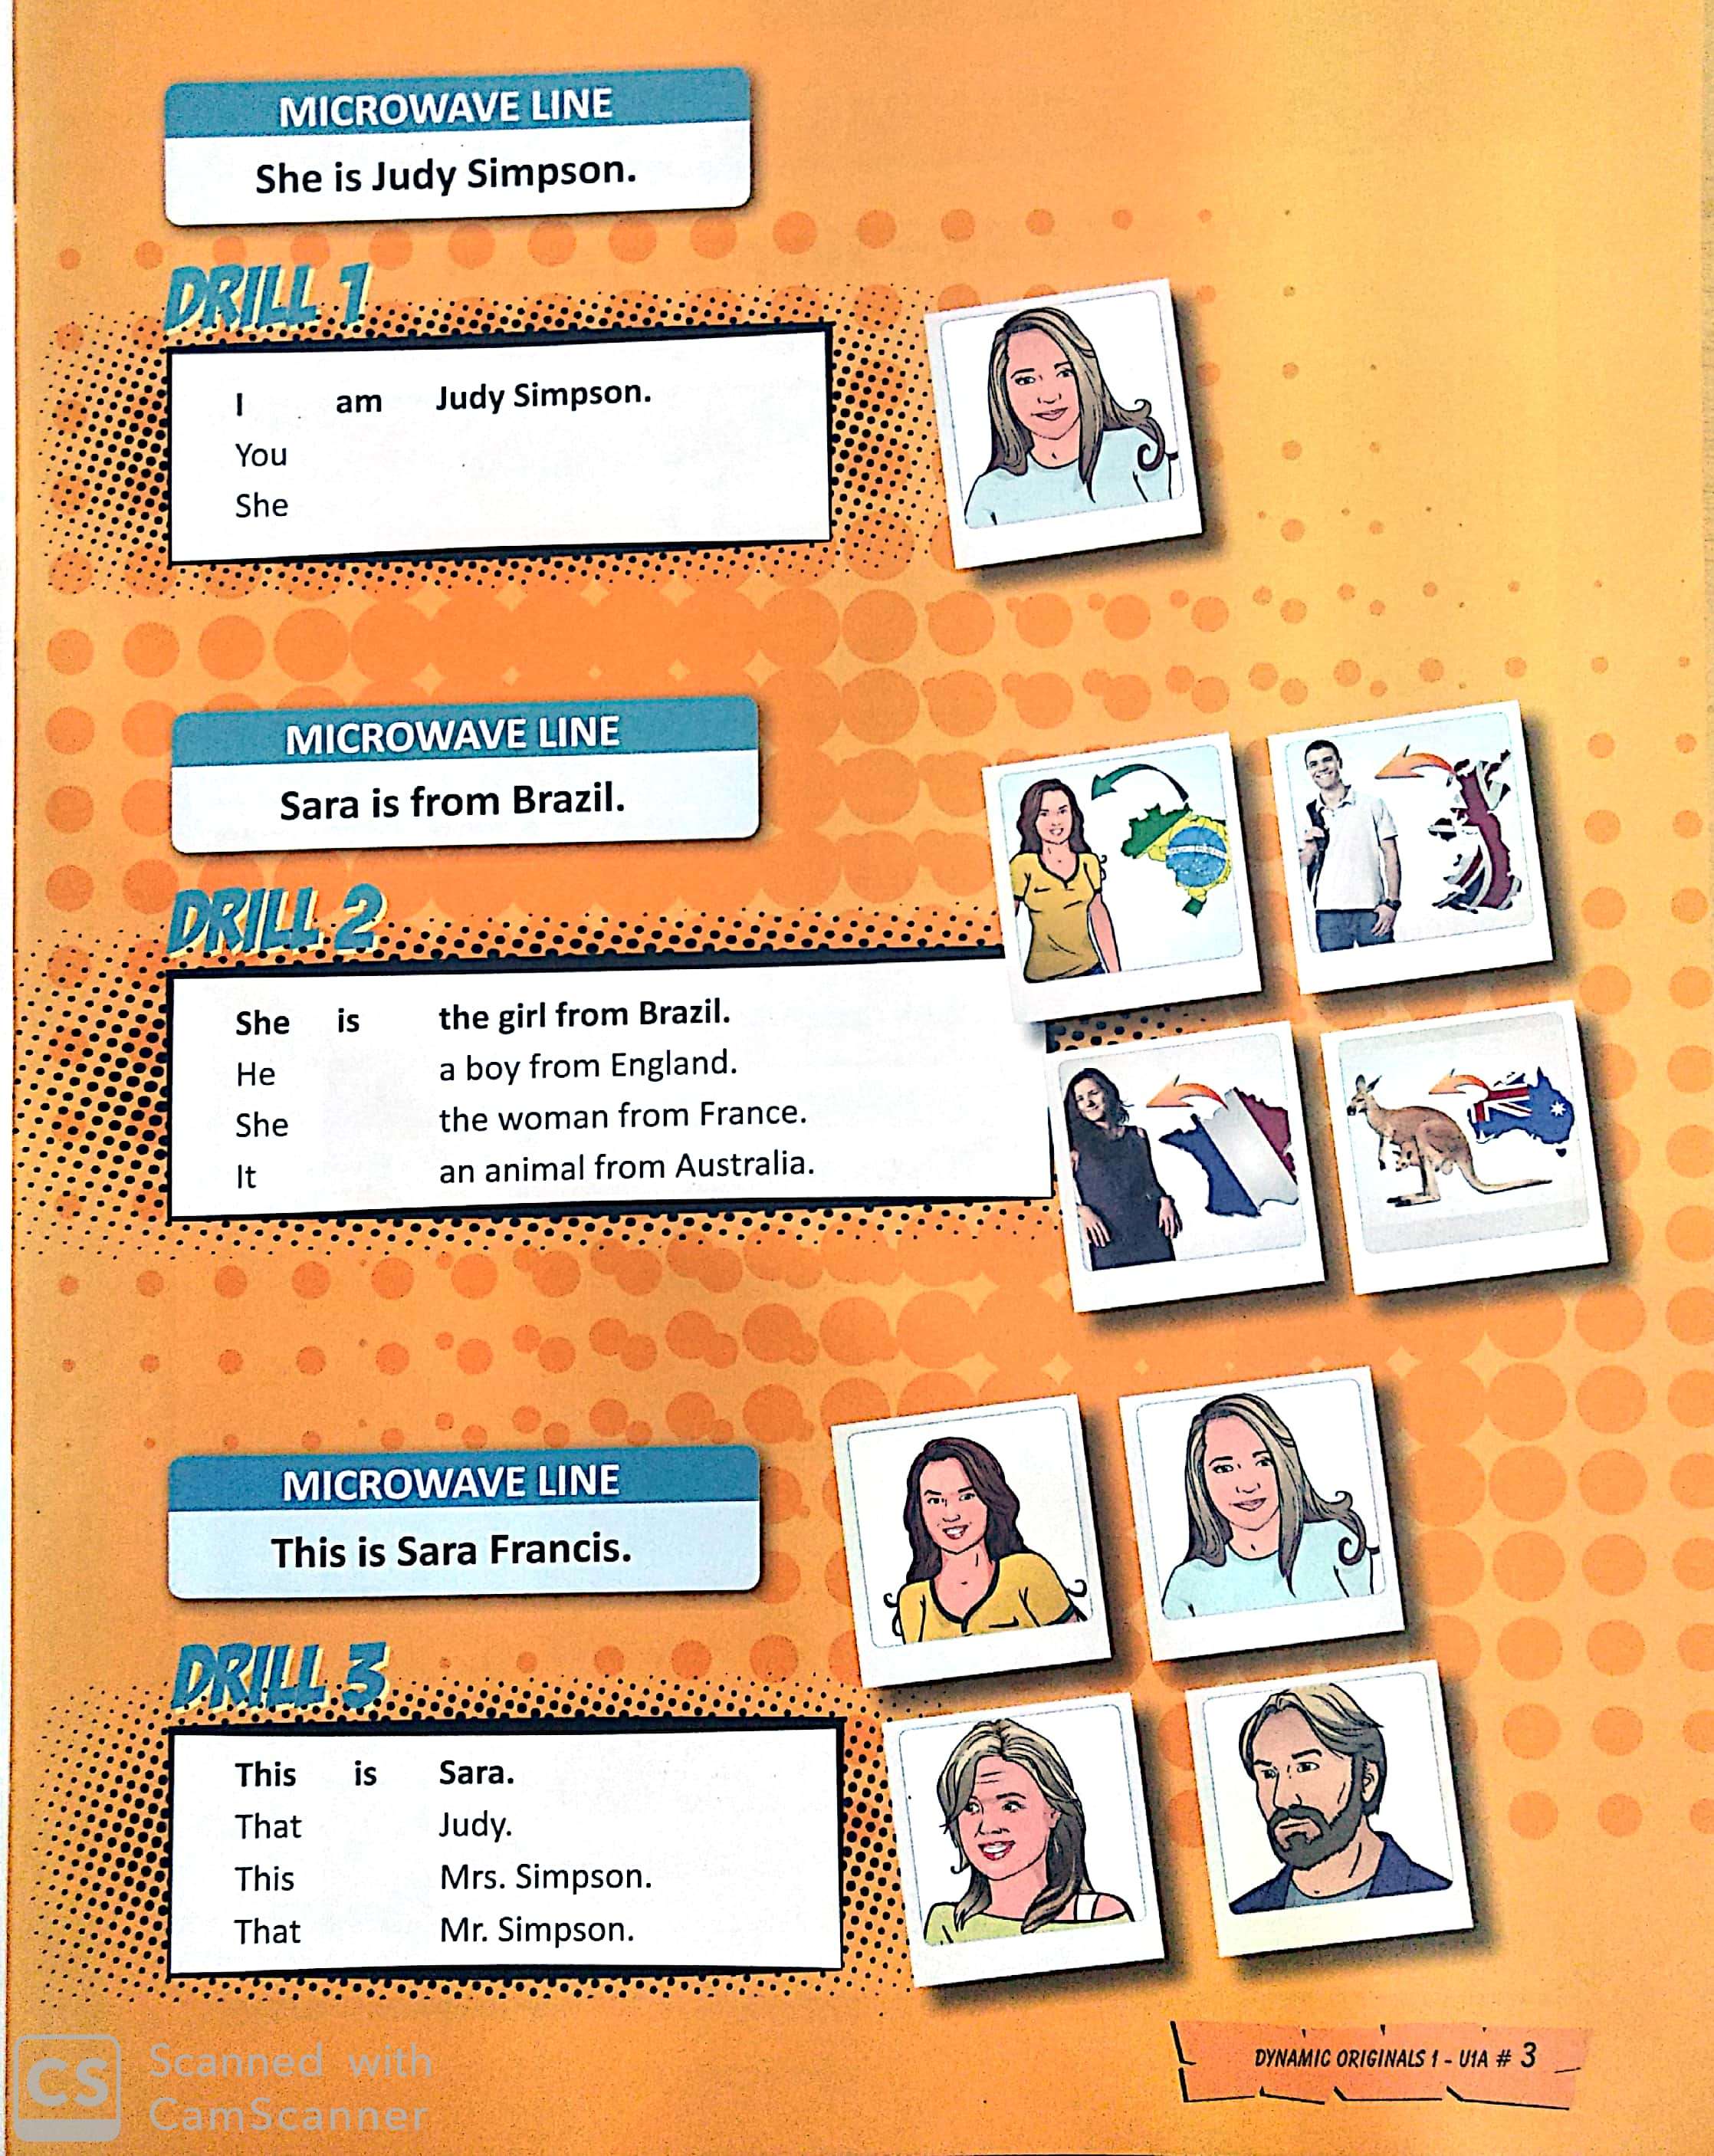 MICROWAVE LINE
She is Judy Simpson.
DRILL 1
I am Judy Simpson.
You
She
MICROWAVE LINE
Sara is from Brazil.
DRILL 2
She is the girl from Brazil.
He a boy from England.
She the woman from France.
It an animal from Australia.
MICROWAVE LINE
This is Sara Francis.
DRILL 3
This is Sara.
That Judy.
This Mrs. Simpson.
That Mr. Simpson.
DYNAMIC ORIGINALS 1 - U1A # 3
CS Scanned with
CamScanner